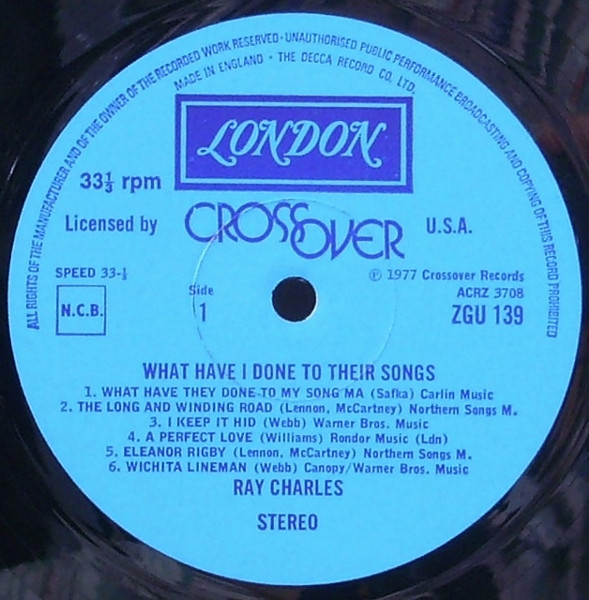 ALL RIGHTS OF THE MANUFACTURER AND OF THE OWNER OF THE RECORDED WORK RESERVED · UNAUTHORISED PUBLIC PERFORMANCE BROADCASTING AND COPYING OF THIS RECORD PROHIBITED
MADE IN ENGLAND · THE DECCA RECORD CO. LTD.
LONDON
33⅓ rpm
Licensed by CROSSOVER U.S.A.
SPEED 33-⅓
℗ 1977 Crossover Records
N.C.B.
Side
1
ACRZ 3708
ZGU 139
WHAT HAVE I DONE TO THEIR SONGS
1. WHAT HAVE THEY DONE TO MY SONG MA (Safka) Carlin Music
2. THE LONG AND WINDING ROAD (Lennon, McCartney) Northern Songs M.
3. I KEEP IT HID (Webb) Warner Bros. Music
4. A PERFECT LOVE (Williams) Rondor Music (Ldn)
5. ELEANOR RIGBY (Lennon, McCartney) Northern Songs M.
6. WICHITA LINEMAN (Webb) Canopy/Warner Bros. Music
RAY CHARLES
STEREO